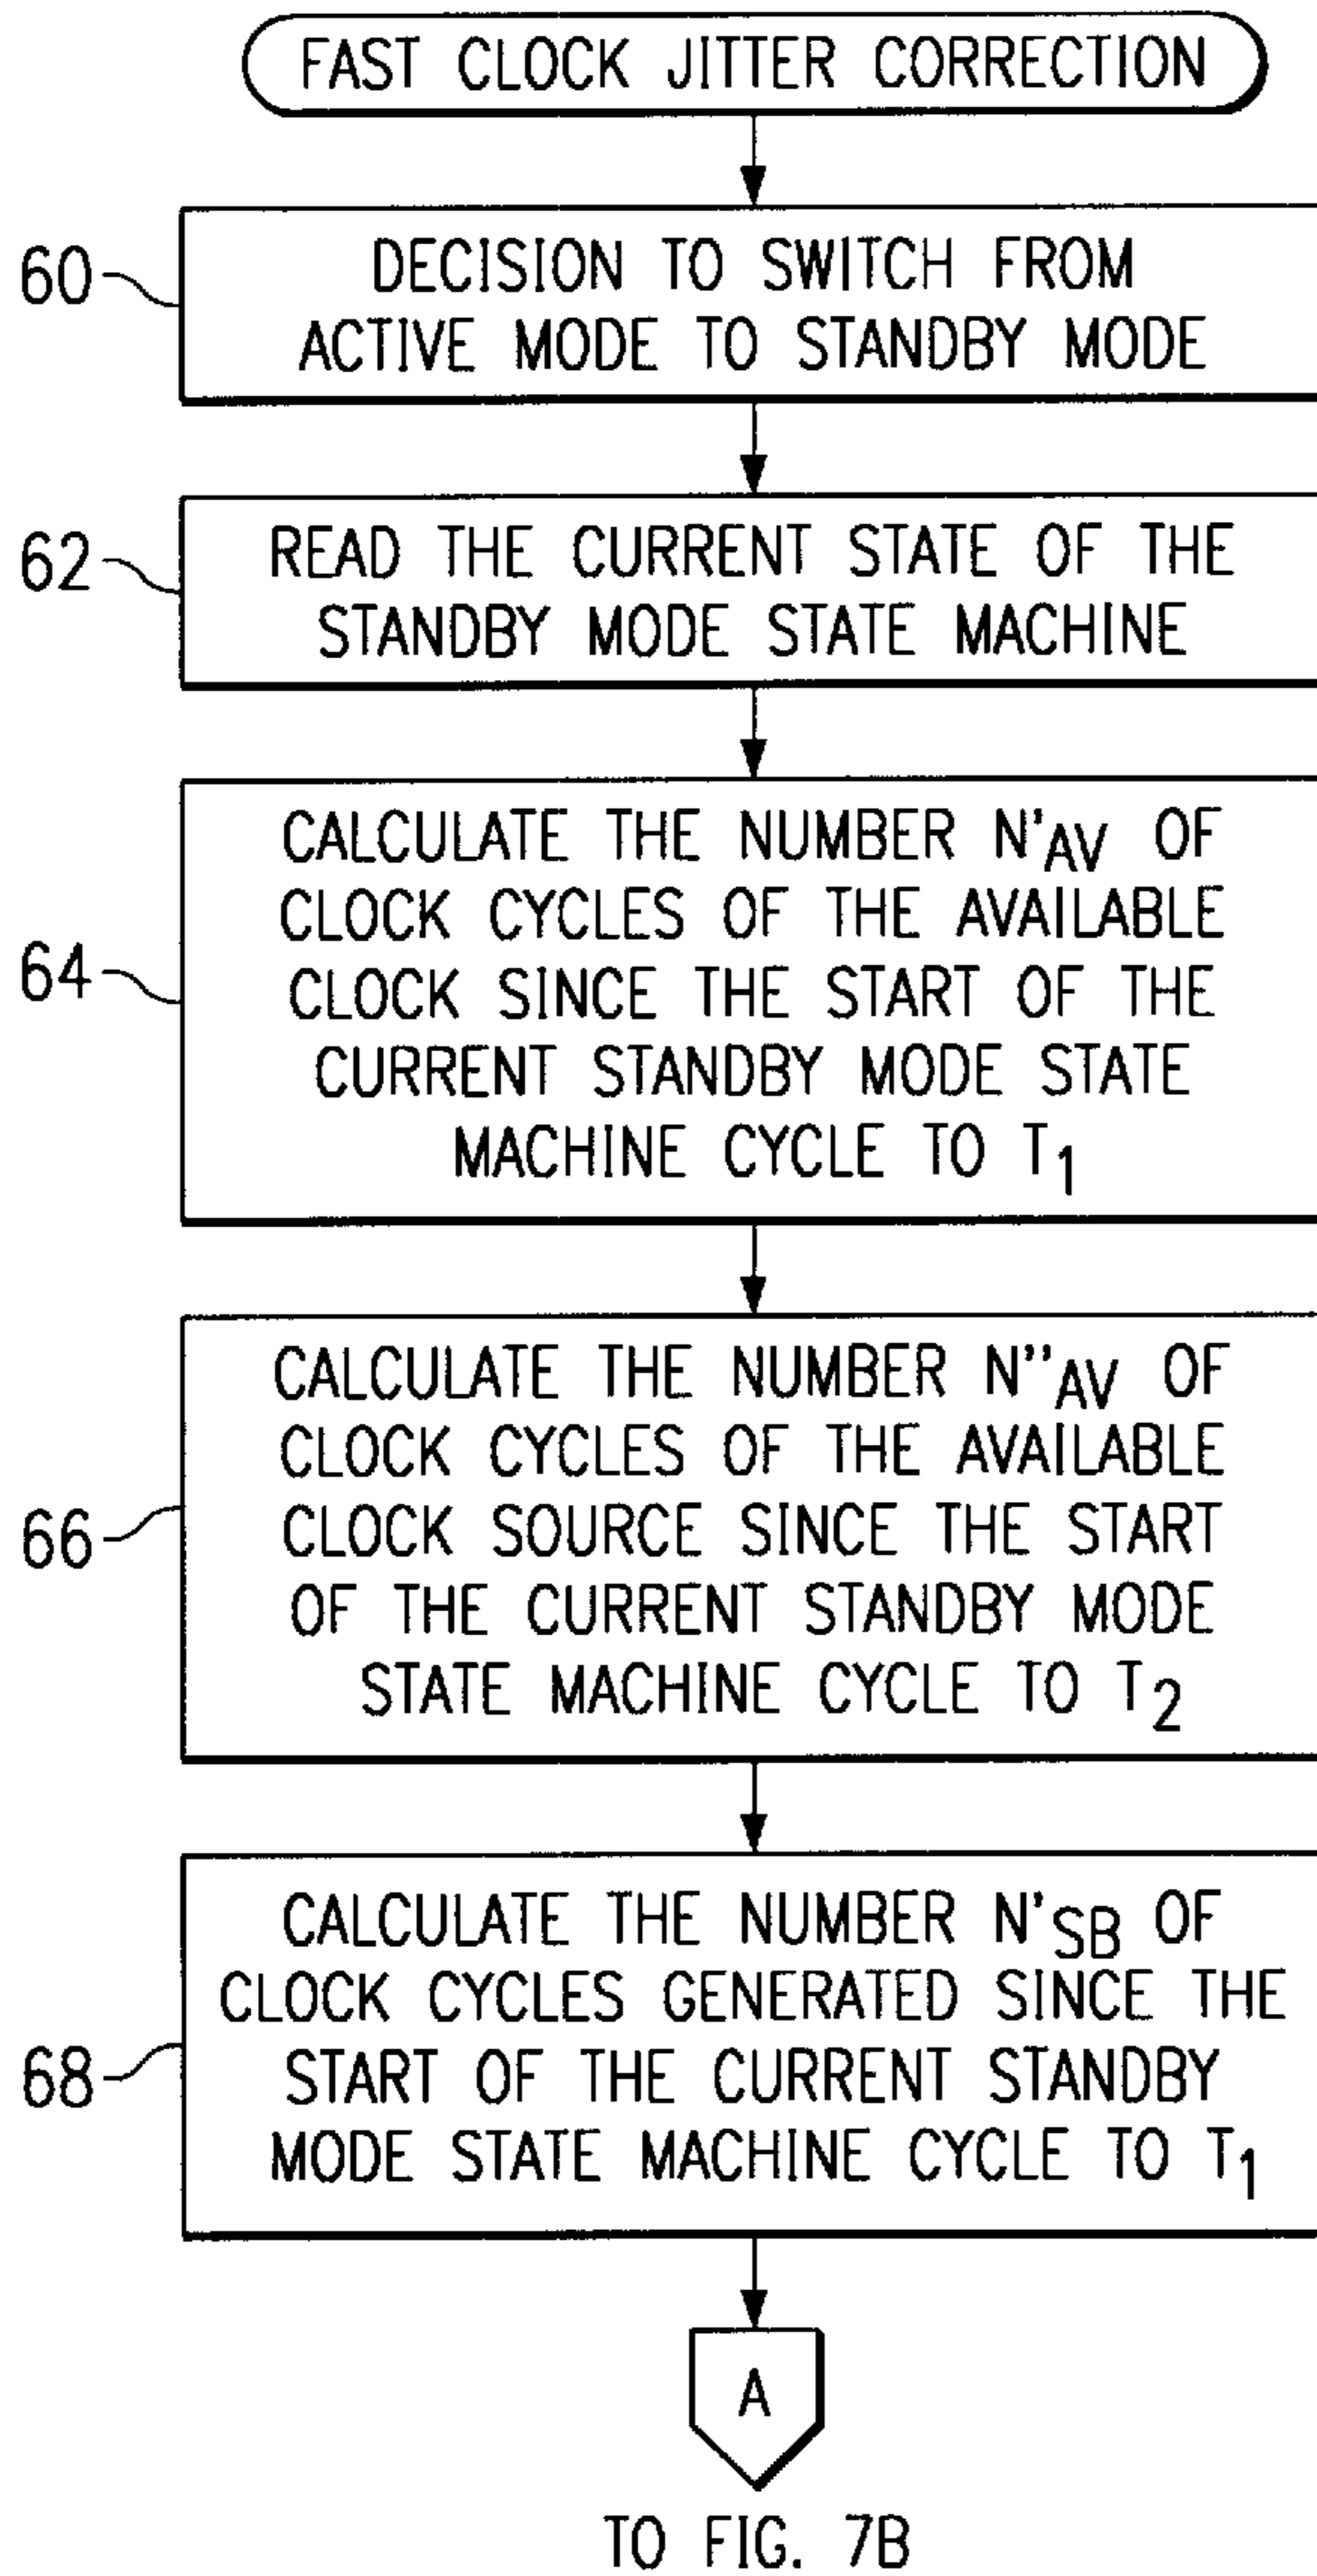 FAST CLOCK JITTER CORRECTION
60
DECISION TO SWITCH FROM
ACTIVE MODE TO STANDBY MODE
62
READ THE CURRENT STATE OF THE
STANDBY MODE STATE MACHINE
64
CALCULATE THE NUMBER N'AV OF
CLOCK CYCLES OF THE AVAILABLE
CLOCK SINCE THE START OF THE
CURRENT STANDBY MODE STATE
MACHINE CYCLE TO T1
66
CALCULATE THE NUMBER N"AV OF
CLOCK CYCLES OF THE AVAILABLE
CLOCK SOURCE SINCE THE START
OF THE CURRENT STANDBY MODE
STATE MACHINE CYCLE TO T2
68
CALCULATE THE NUMBER N'SB OF
CLOCK CYCLES GENERATED SINCE THE
START OF THE CURRENT STANDBY
MODE STATE MACHINE CYCLE TO T1
A
TO FIG. 7B